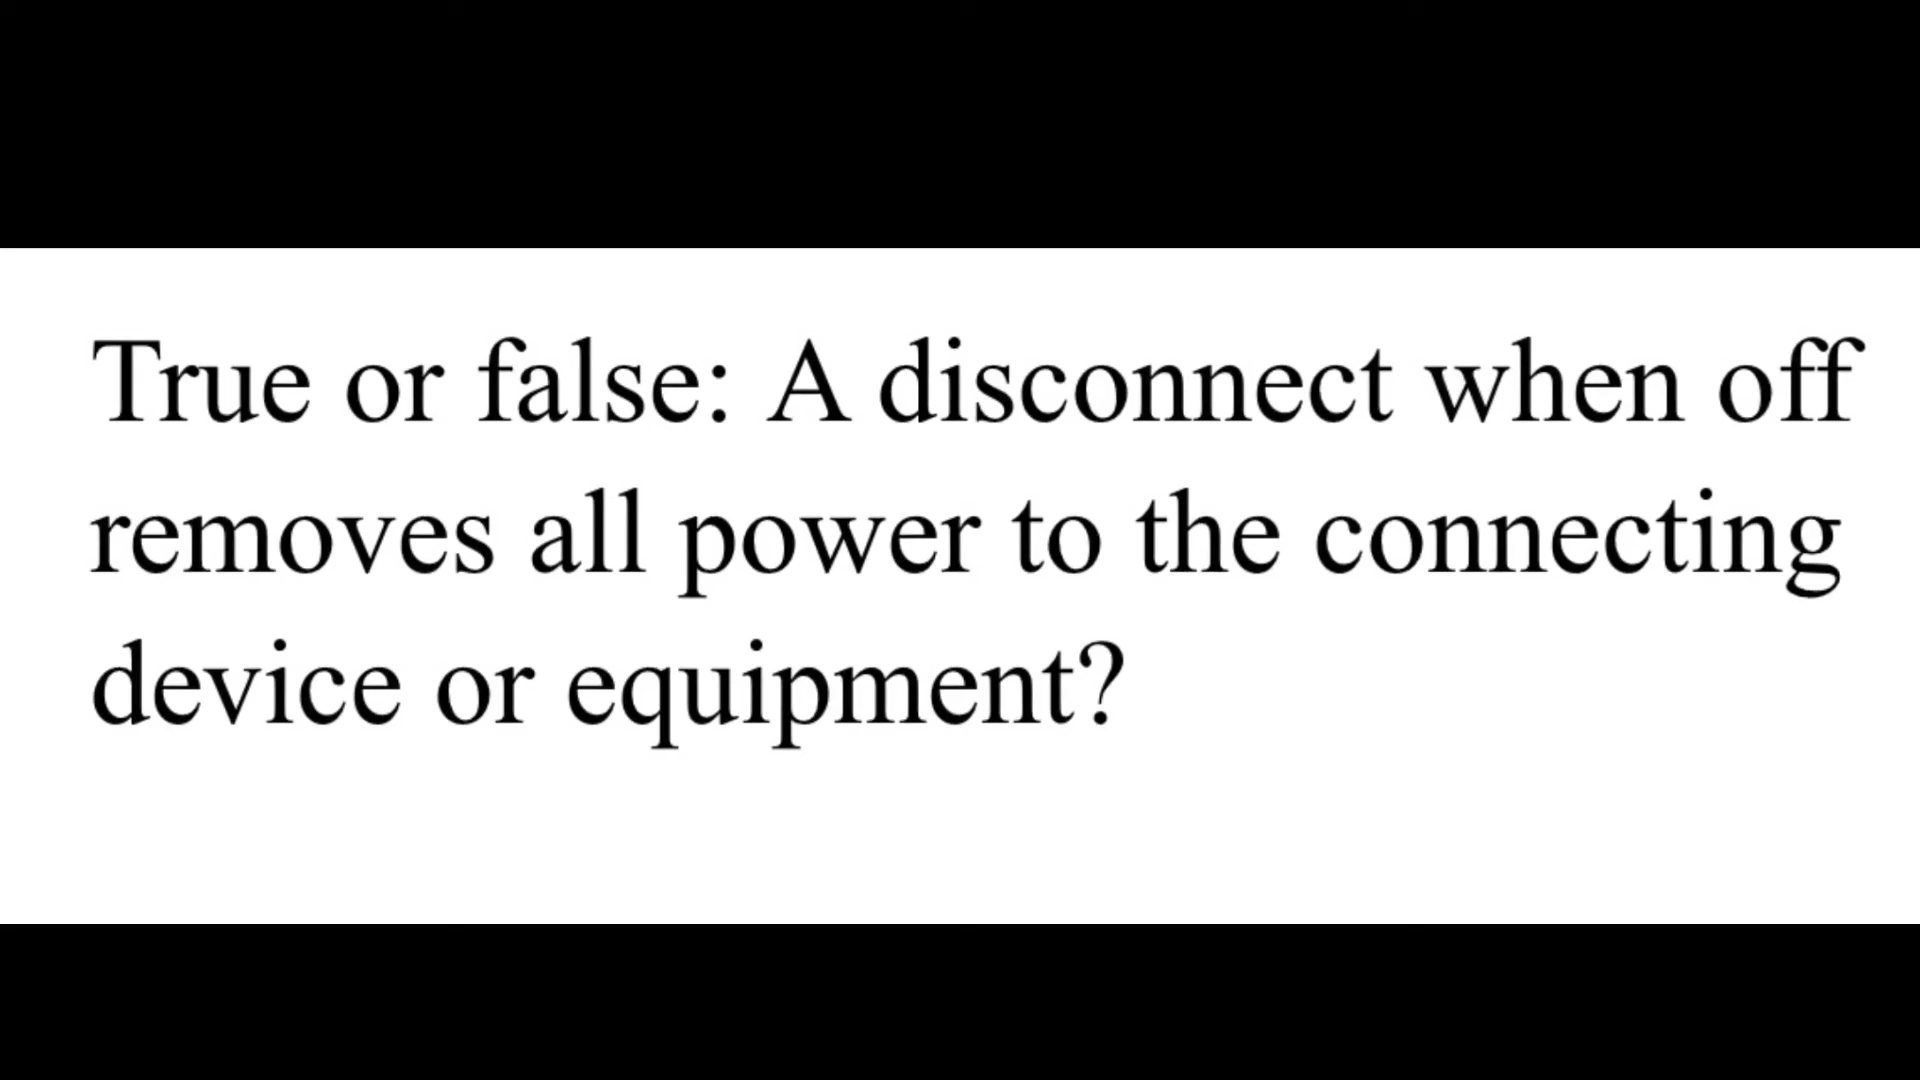 True or false: A disconnect when off
removes all power to the connecting
device or equipment?